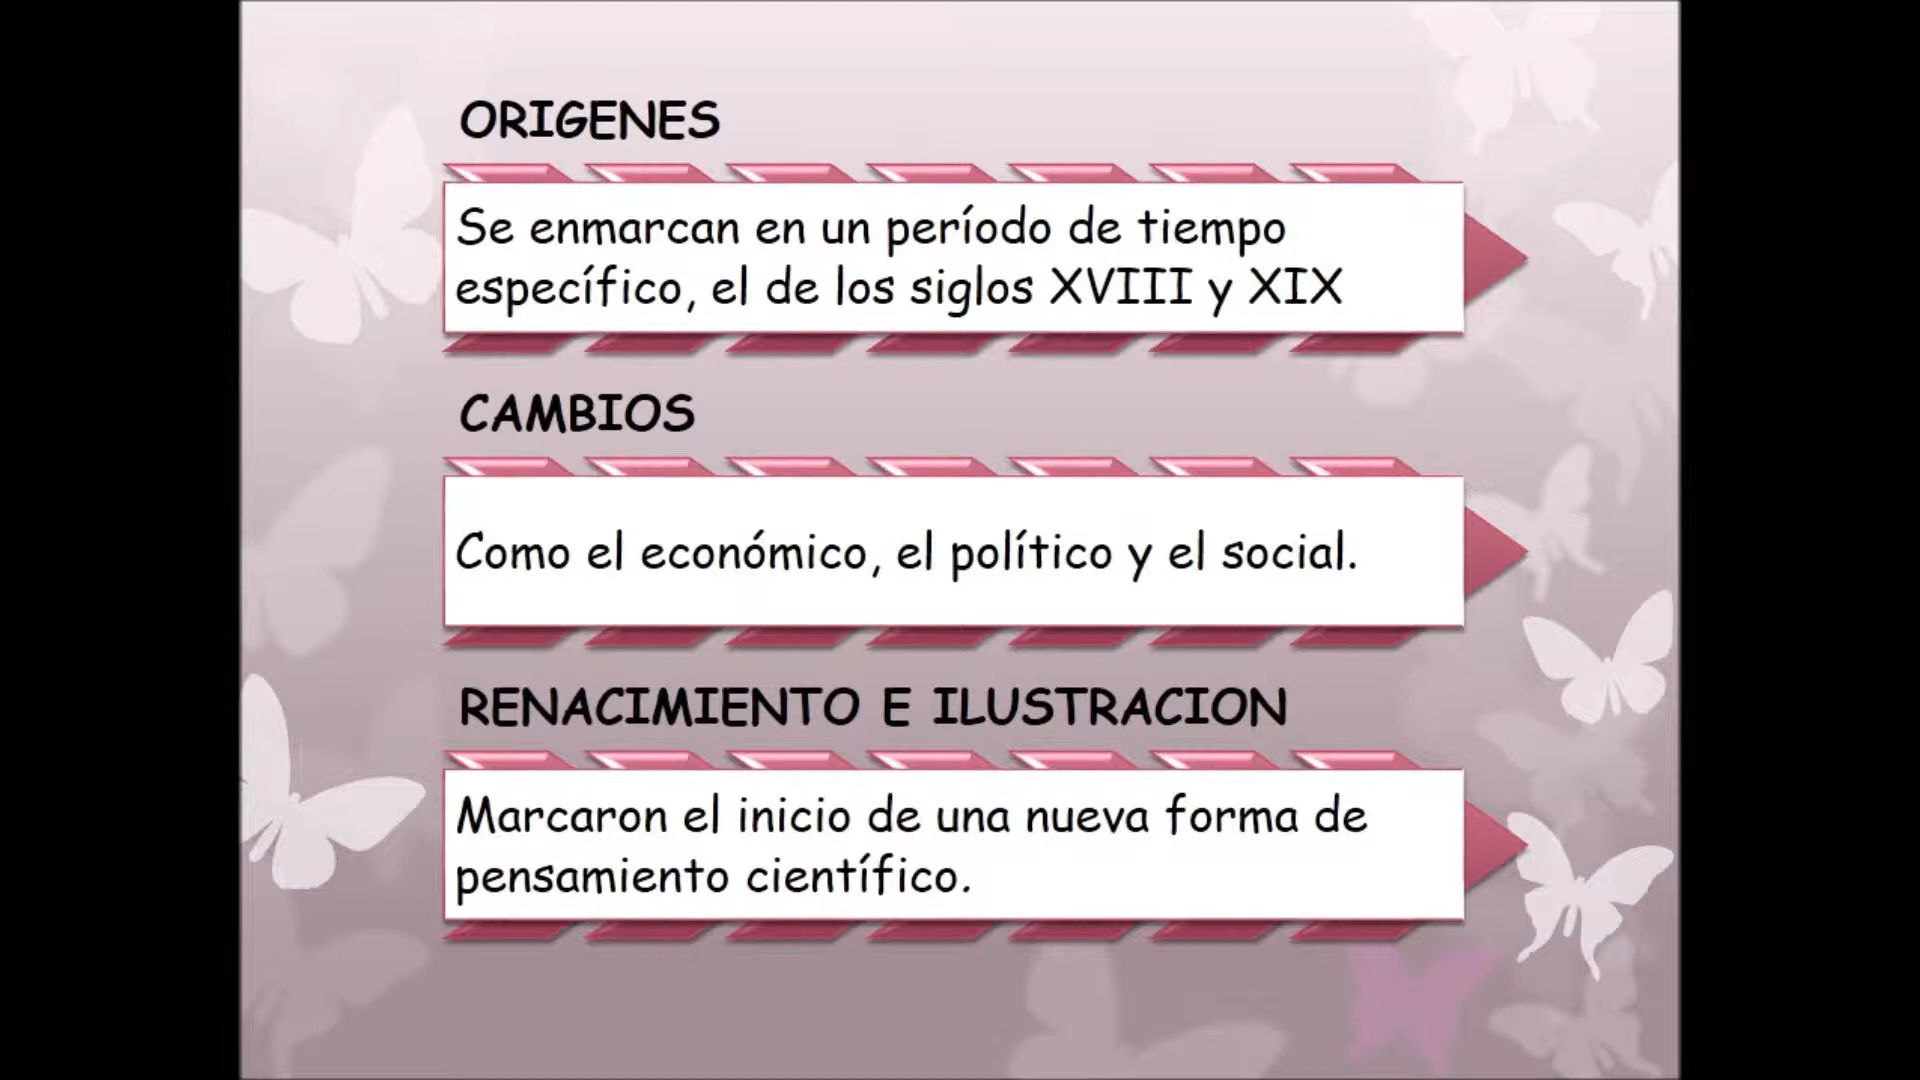 ORIGENES
Se enmarcan en un período de tiempo
específico, el de los siglos XVIII y XIX
CAMBIOS
Como el económico, el político y el social.
RENACIMIENTO E ILUSTRACION
Marcaron el inicio de una nueva forma de
pensamiento científico.